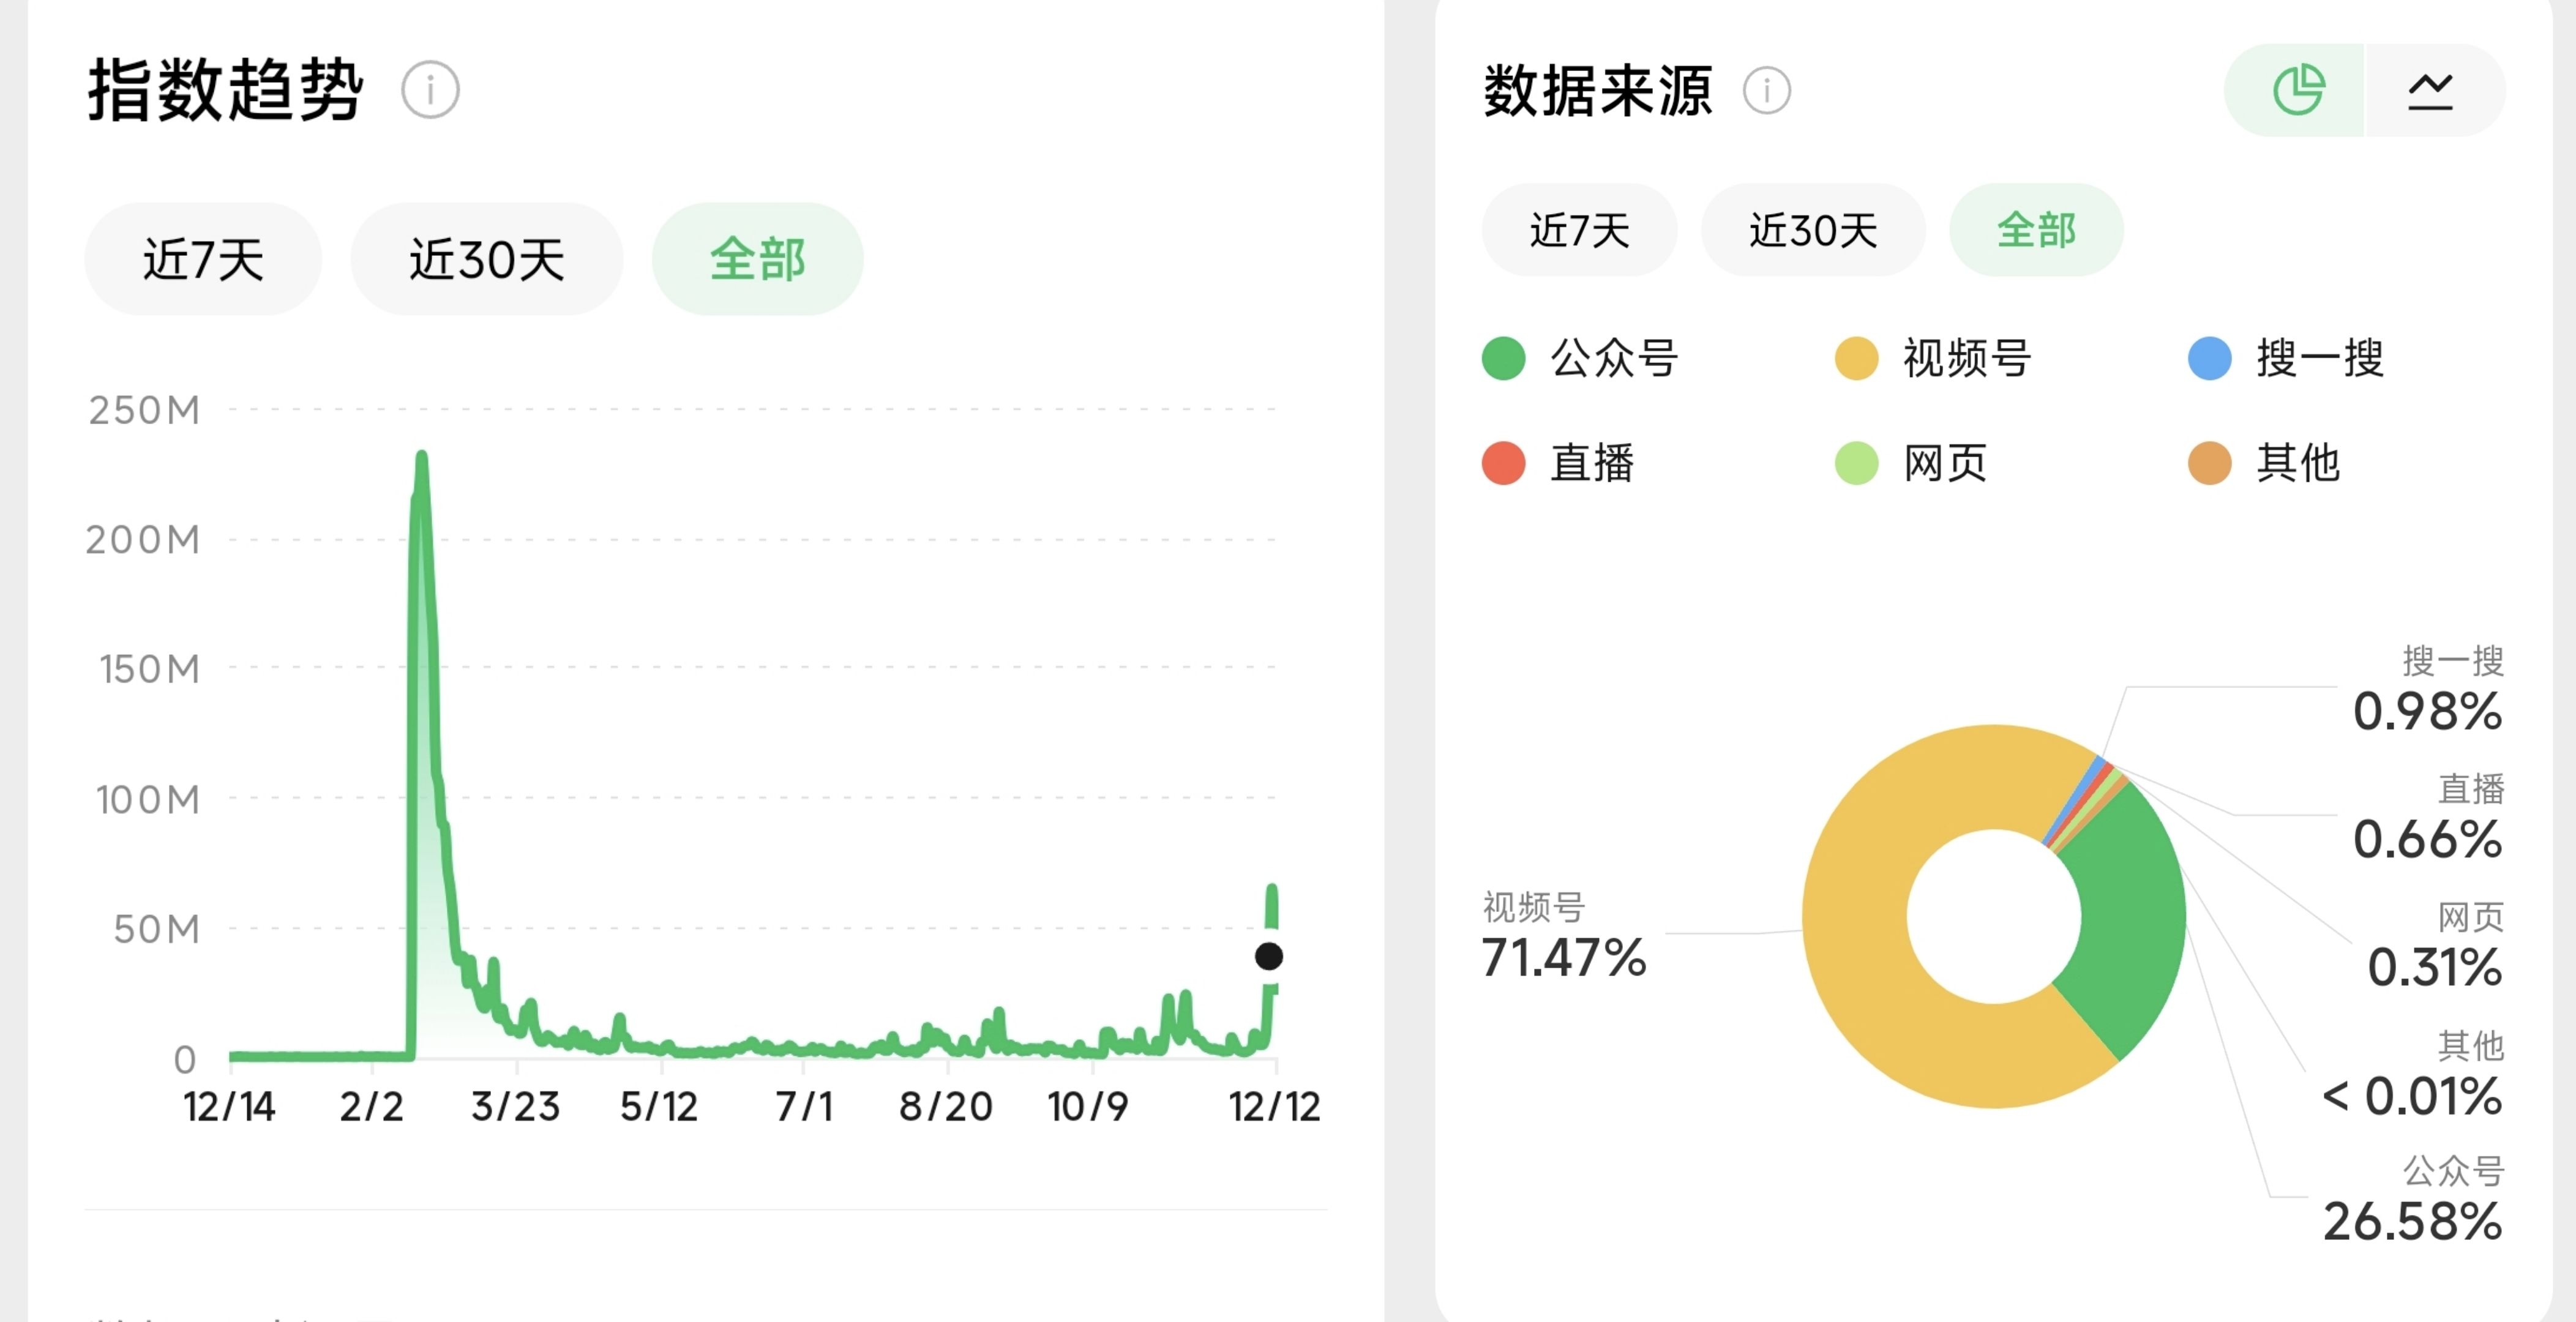 指数趋势
近7天 近30天 全部
250M
200M
150M
100M
50M
0
12/14 2/2 3/23 5/12 7/1 8/20 10/9 12/12
数据来源
近7天 近30天 全部
公众号 视频号 搜一搜
直播 网页 其他
搜一搜
0.98%
直播
0.66%
视频号
71.47%
网页
0.31%
其他
< 0.01%
公众号
26.58%